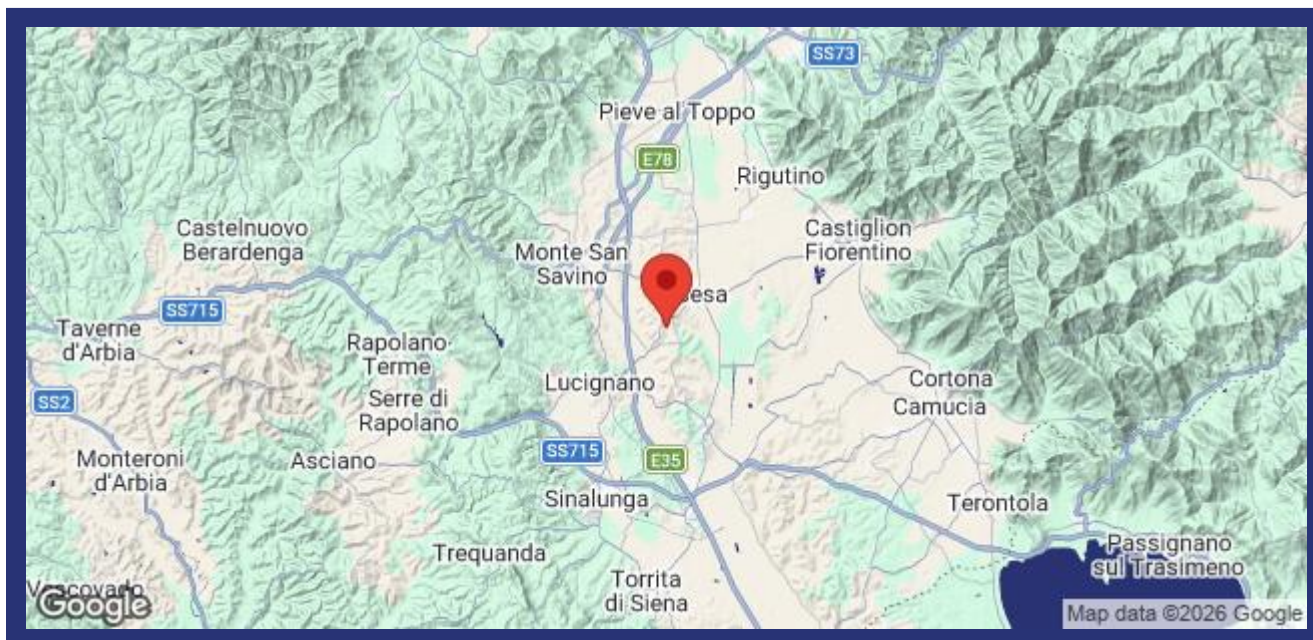 SS73
Pieve al Toppo
E78
Rigutino
Castelnuovo
Berardenga
Castiglion
Fiorentino
Monte San
Savino
SS715
Taverne
d'Arbia
Rapolano
Terme
Lucignano
Cortona
Camucia
SS2
Serre di
Rapolano
Monteroni
d'Arbia
Asciano
SS715
E35
Sinalunga
Terontola
Trequanda
Passignano
sul Trasimeno
Torrita
di Siena
Google
Map data ©2026 Google